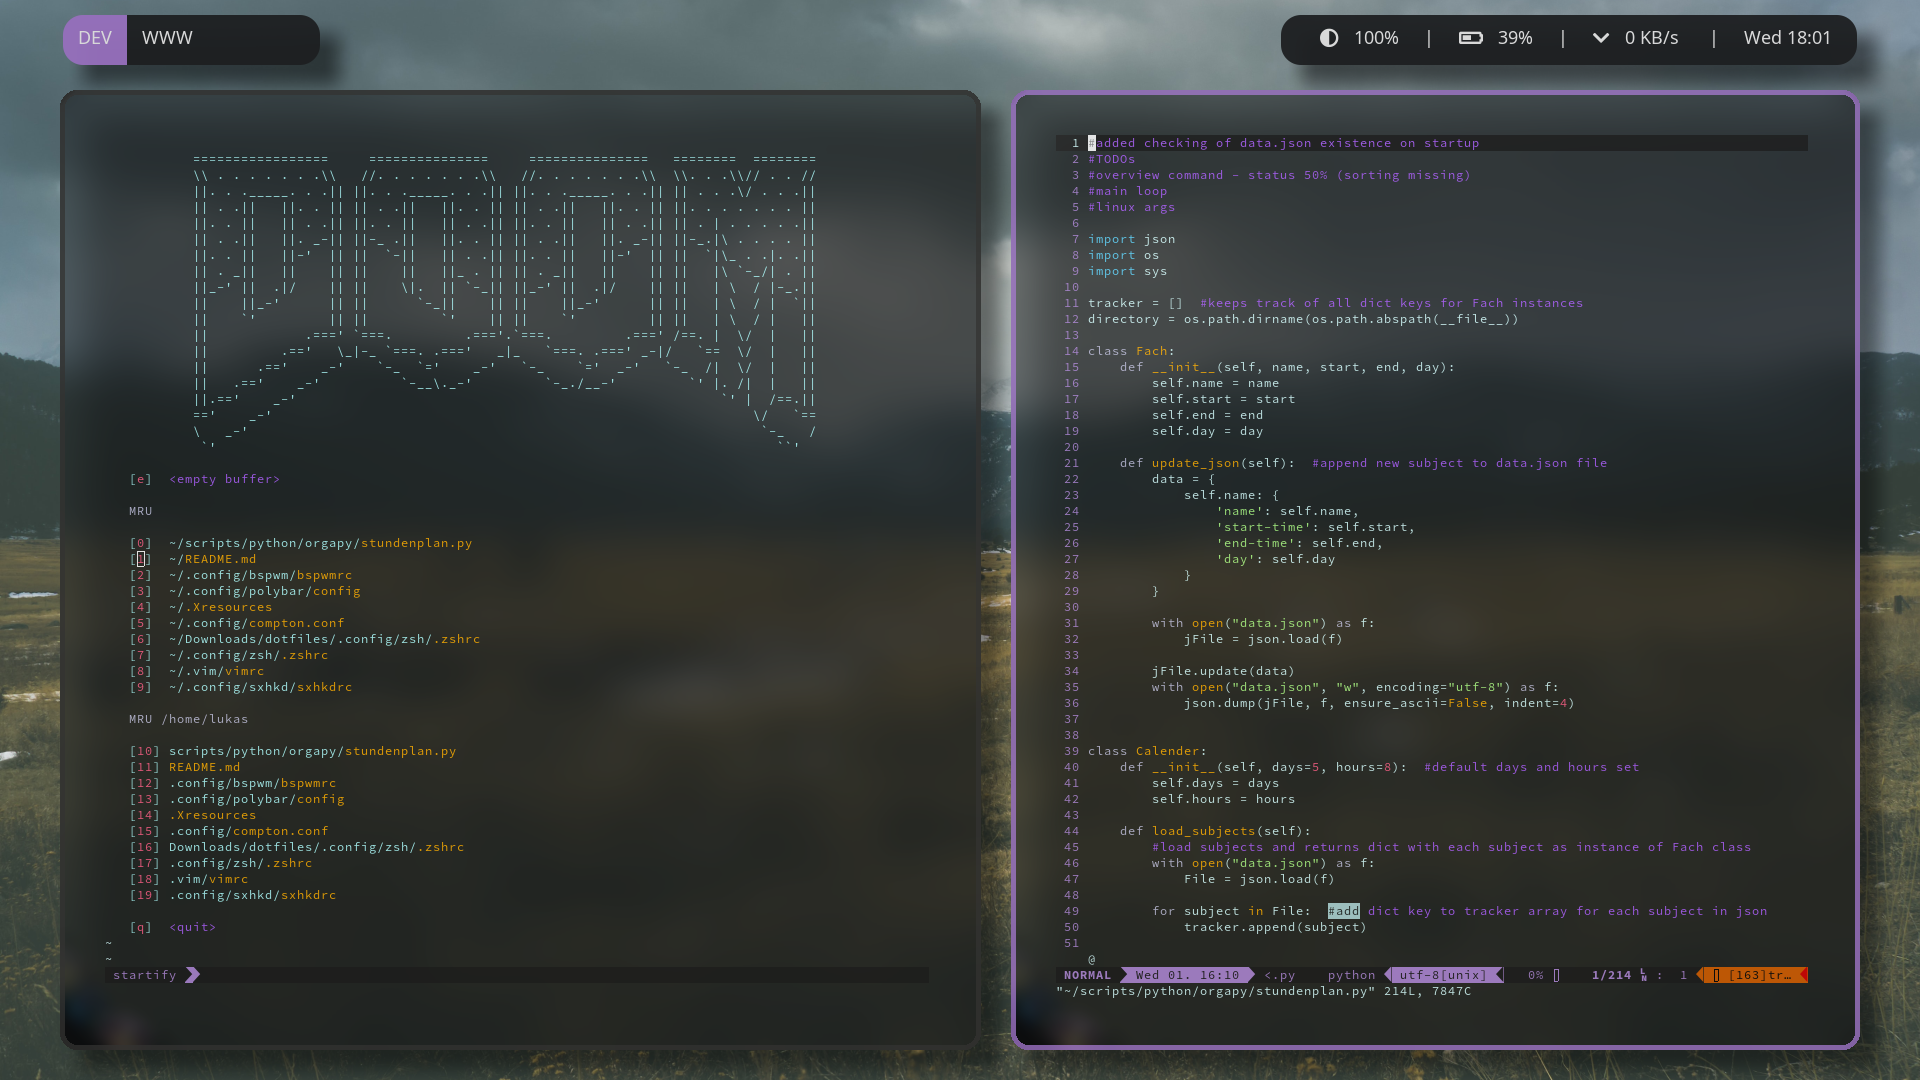 DEV WWW
100% | 39% | 0 KB/s | Wed 18:01
[e] <empty buffer>
MRU
[0] ~/scripts/python/orgapy/stundenplan.py
[1] ~/README.md
[2] ~/.config/bspwm/bspwmrc
[3] ~/.config/polybar/config
[4] ~/.Xresources
[5] ~/.config/compton.conf
[6] ~/Downloads/dotfiles/.config/zsh/.zshrc
[7] ~/.config/zsh/.zshrc
[8] ~/.vim/vimrc
[9] ~/.config/sxhkd/sxhkdrc
MRU /home/lukas
[10] scripts/python/orgapy/stundenplan.py
[11] README.md
[12] .config/bspwm/bspwmrc
[13] .config/polybar/config
[14] .Xresources
[15] .config/compton.conf
[16] Downloads/dotfiles/.config/zsh/.zshrc
[17] .config/zsh/.zshrc
[18] .vim/vimrc
[19] .config/sxhkd/sxhkdrc
[q] <quit>
~
~
startify
1 #added checking of data.json existence on startup
2 #TODOs
3 #overview command - status 50% (sorting missing)
4 #main loop
5 #linux args
6
7 import json
8 import os
9 import sys
10
11 tracker = []  #keeps track of all dict keys for Fach instances
12 directory = os.path.dirname(os.path.abspath(__file__))
13
14 class Fach:
15     def __init__(self, name, start, end, day):
16         self.name = name
17         self.start = start
18         self.end = end
19         self.day = day
20
21     def update_json(self):  #append new subject to data.json file
22         data = {
23             self.name: {
24                 'name': self.name,
25                 'start-time': self.start,
26                 'end-time': self.end,
27                 'day': self.day
28             }
29         }
30
31         with open("data.json") as f:
32             jFile = json.load(f)
33
34         jFile.update(data)
35         with open("data.json", "w", encoding="utf-8") as f:
36             json.dump(jFile, f, ensure_ascii=False, indent=4)
37
38
39 class Calender:
40     def __init__(self, days=5, hours=8):  #default days and hours set
41         self.days = days
42         self.hours = hours
43
44     def load_subjects(self):
45         #load subjects and returns dict with each subject as instance of Fach class
46         with open("data.json") as f:
47             File = json.load(f)
48
49         for subject in File:  #add dict key to tracker array for each subject in json
50             tracker.append(subject)
51
@
NORMAL Wed 01. 16:10 <.py python utf-8[unix] 0% 1/214 : 1 [163]tr…
"~/scripts/python/orgapy/stundenplan.py" 214L, 7847C